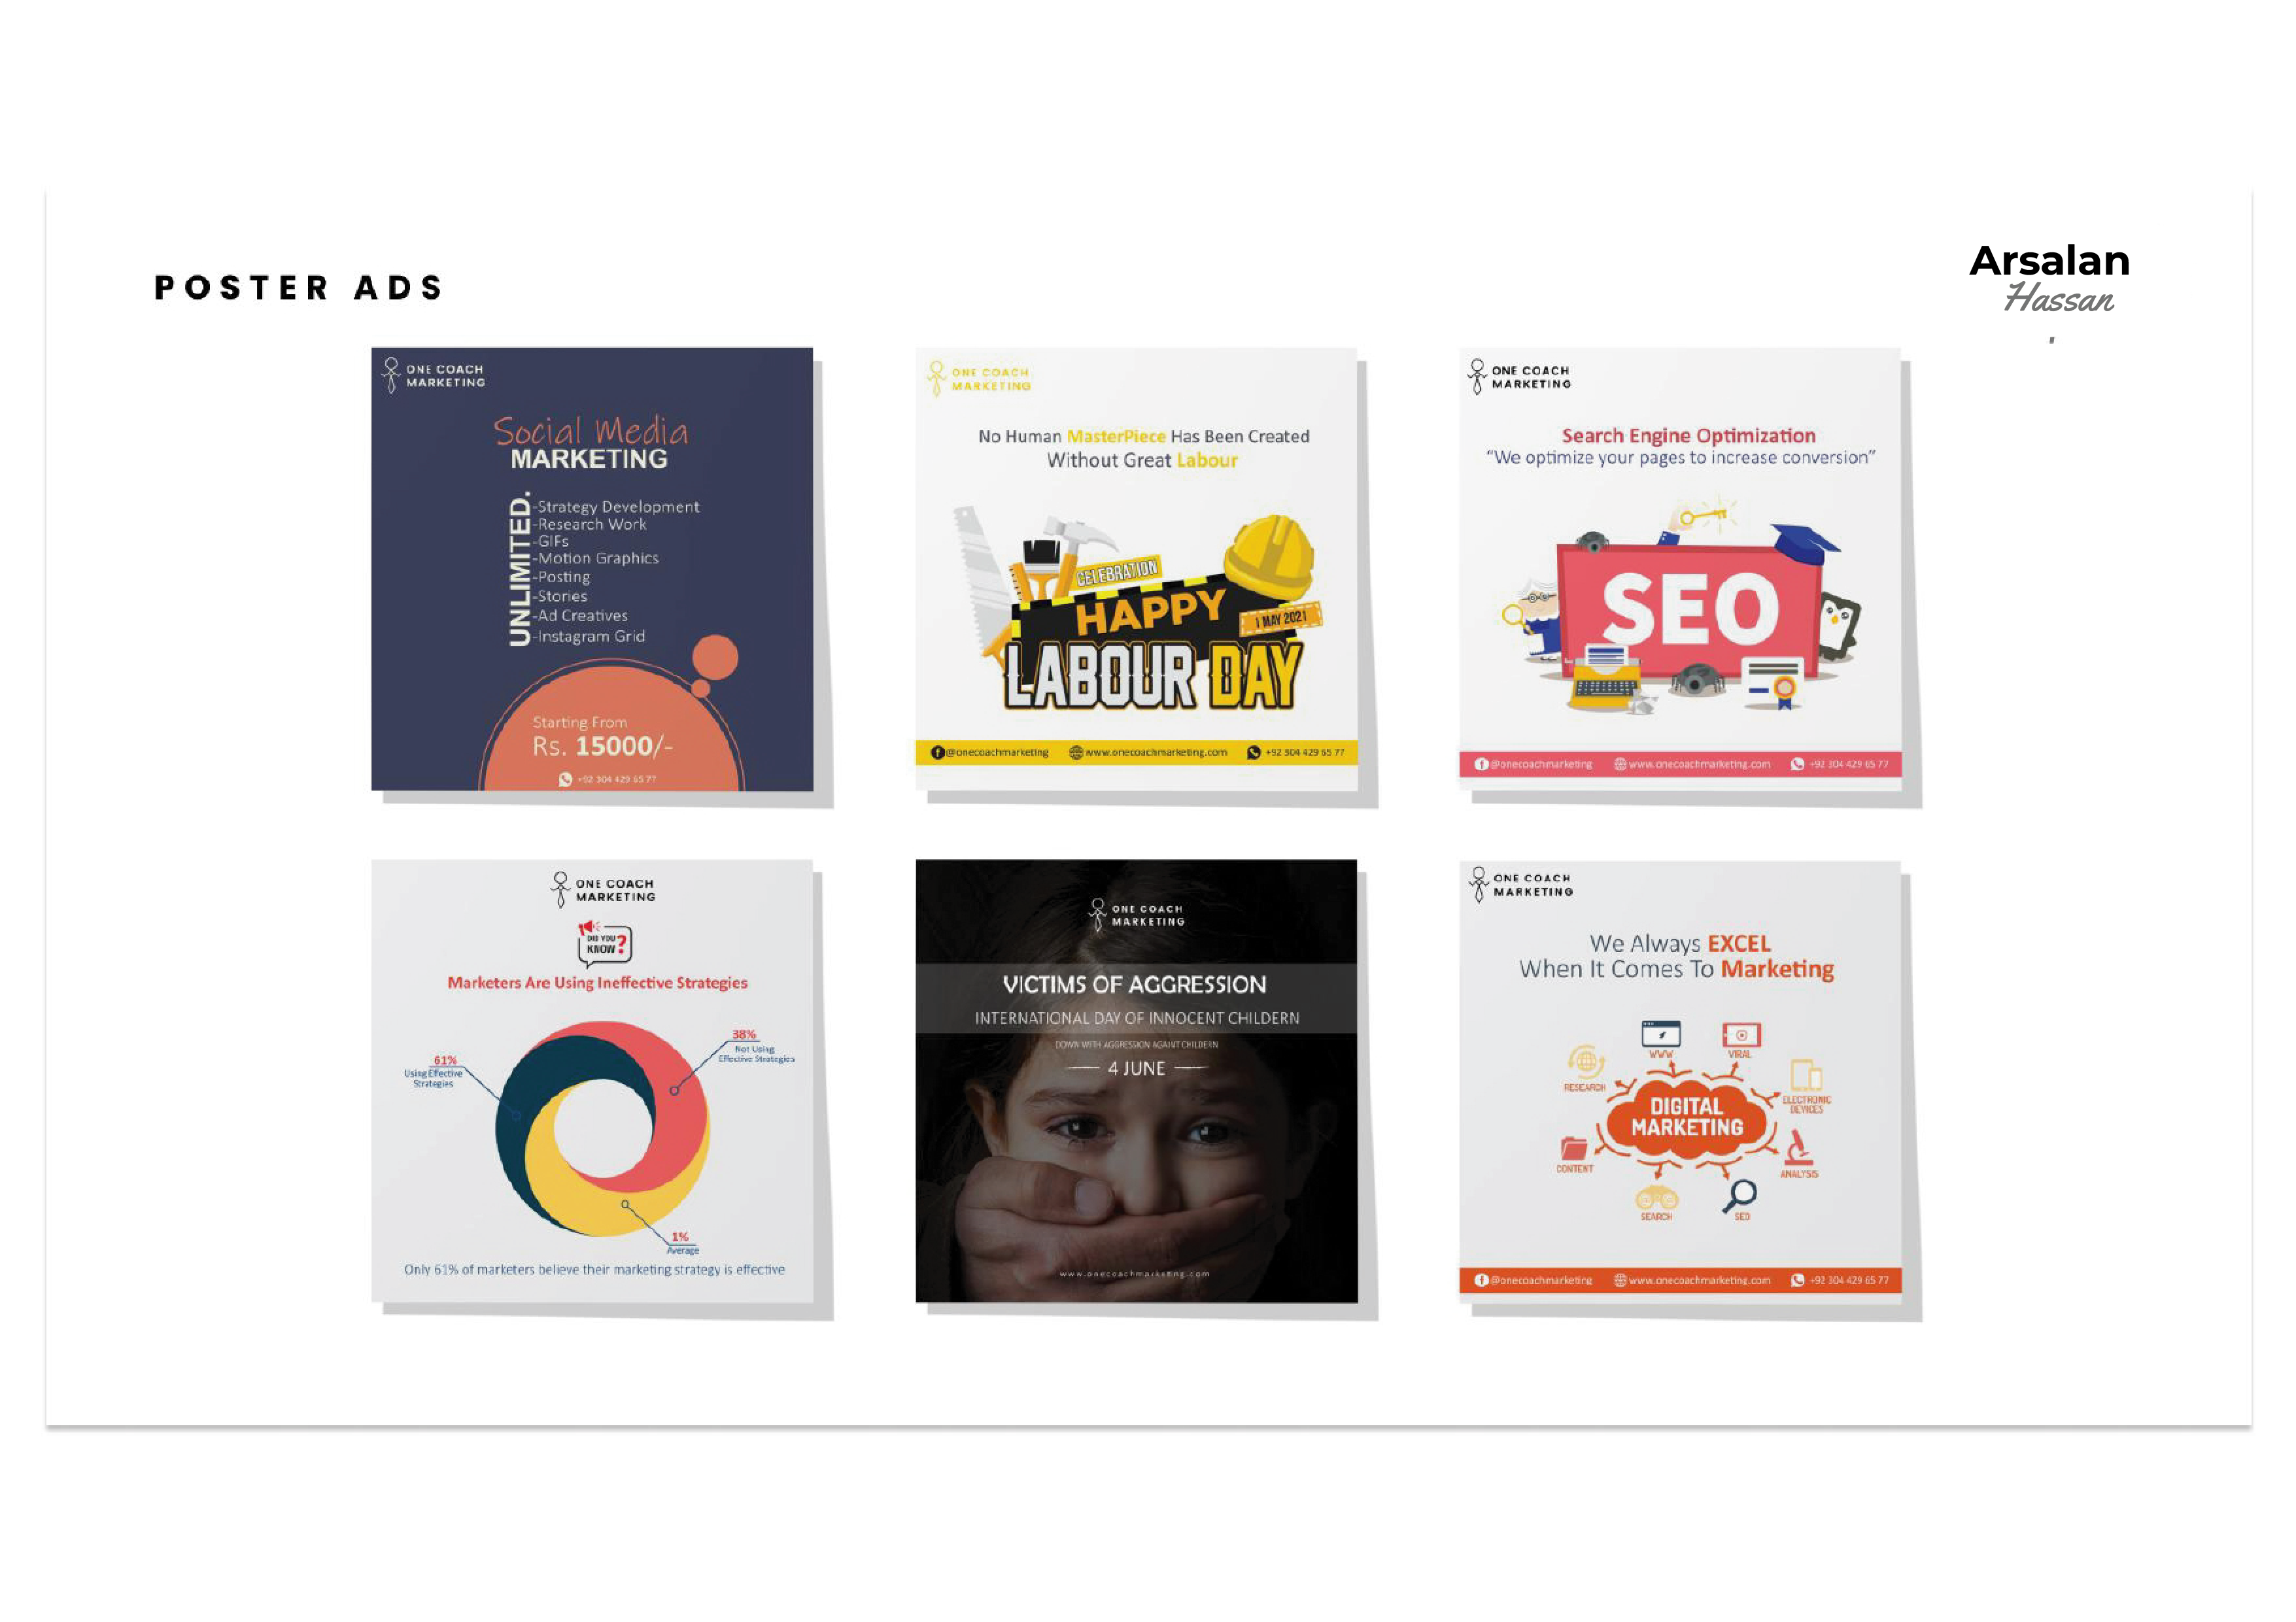 POSTER ADS
Arsalan
Hassan
ONE COACH
MARKETING
Social Media
MARKETING
UNLIMITED.
-Strategy Development
-Research Work
-GIFs
-Motion Graphics
-Posting
-Stories
-Ad Creatives
-Instagram Grid
Starting From
Rs. 15000/-
+92 304 429 65 77
ONE COACH
MARKETING
No Human MasterPiece Has Been Created
Without Great Labour
CELEBRATION
HAPPY
1 MAY 2021
LABOUR DAY
@onecoachmarketing www.onecoachmarketing.com +92 304 429 65 77
ONE COACH
MARKETING
Search Engine Optimization
“We optimize your pages to increase conversion”
SEO
@onecoachmarketing www.onecoachmarketing.com +92 304 429 65 77
ONE COACH
MARKETING
DID YOU
KNOW ?
Marketers Are Using Ineffective Strategies
38%
Not Using
Effective Strategies
61%
Using Effective
Strategies
1%
Average
Only 61% of marketers believe their marketing strategy is effective
ONE COACH
MARKETING
VICTIMS OF AGGRESSION
INTERNATIONAL DAY OF INNOCENT CHILDERN
DOWN WITH AGGRESSION AGAINT CHILDERN
4 JUNE
www.onecoachmarketing.com
ONE COACH
MARKETING
We Always EXCEL
When It Comes To Marketing
WWW
VIRAL
RESEARCH
ELECTRONIC
DEVICES
DIGITAL
MARKETING
CONTENT
ANALYSIS
SEARCH
SEO
@onecoachmarketing www.onecoachmarketing.com +92 304 429 65 77